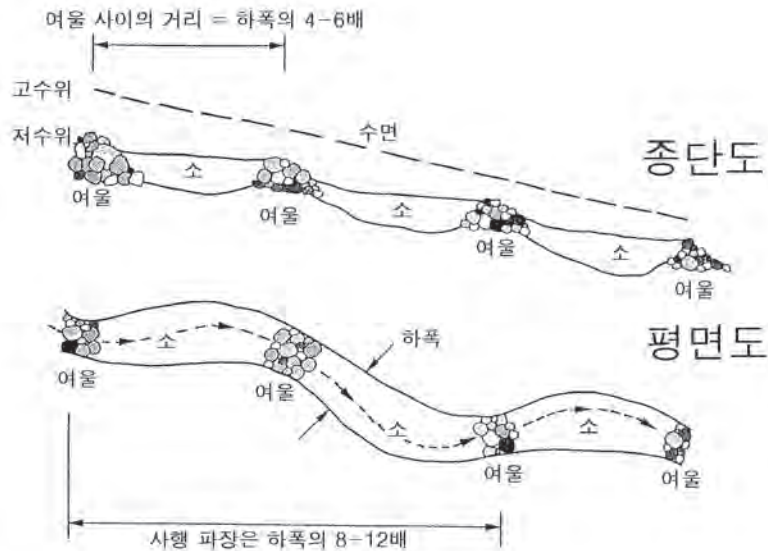 여울 사이의 거리 = 하폭의 4-6배
고수위
수면
저수위
종단도
소
여울
여울
소
여울
소
여울
하폭
평면도
소
여울
여울
소
소
여울
여울
사행 파장은 하폭의 8-12배